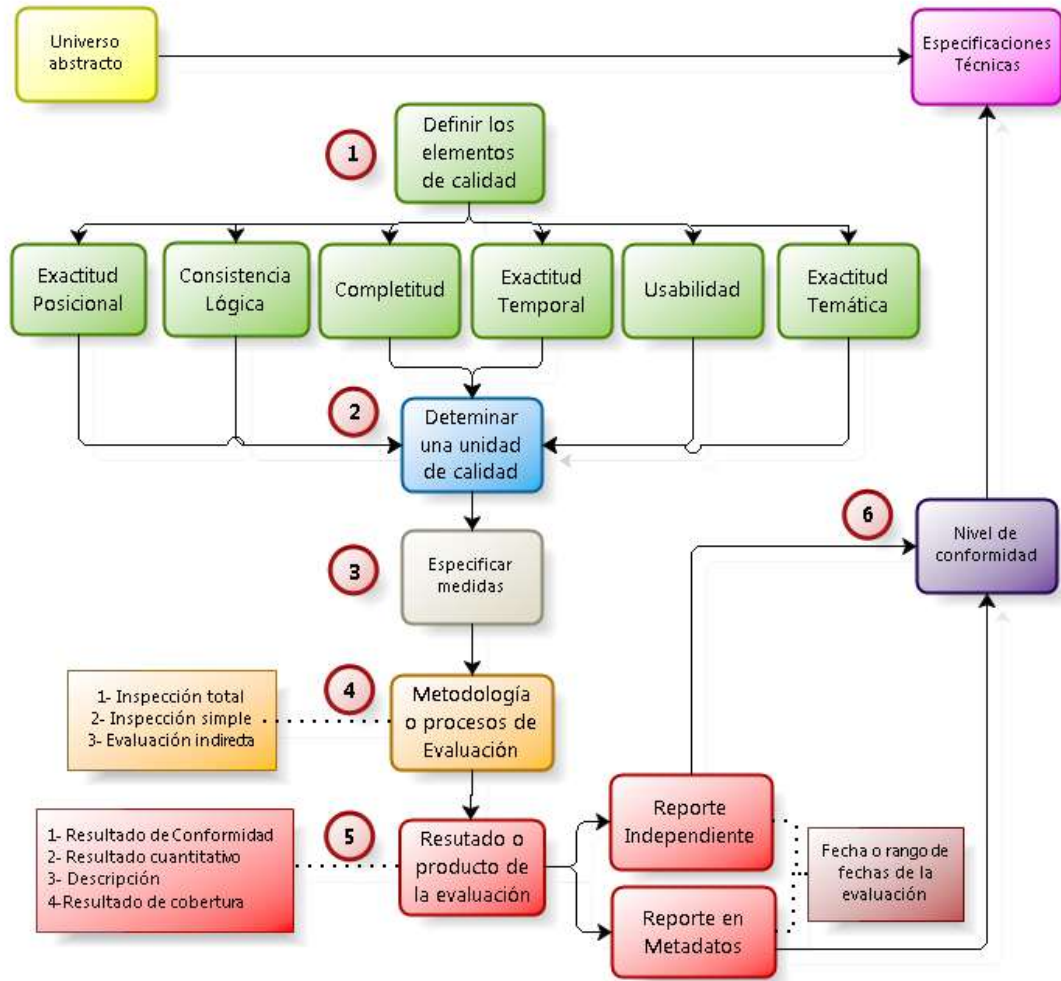 Universo
abstracto
Especificaciones
Técnicas
1
Definir los
elementos
de calidad
Exactitud
Posicional
Consistencia
Lógica
Completitud
Exactitud
Temporal
Usabilidad
Exactitud
Temática
2
Deteminar
una unidad
de calidad
6
Nivel de
conformidad
3
Especificar
medidas
1- Inspección total
2- Inspección simple
3- Evaluación indirecta
4
Metodología
o procesos de
Evaluación
1- Resultado de Conformidad
2- Resultado cuantitativo
3- Descripción
4-Resultado de cobertura
5
Resutado o
producto de
la evaluación
Reporte
Independiente
Reporte en
Metadatos
Fecha o rango de
fechas de la
evaluación